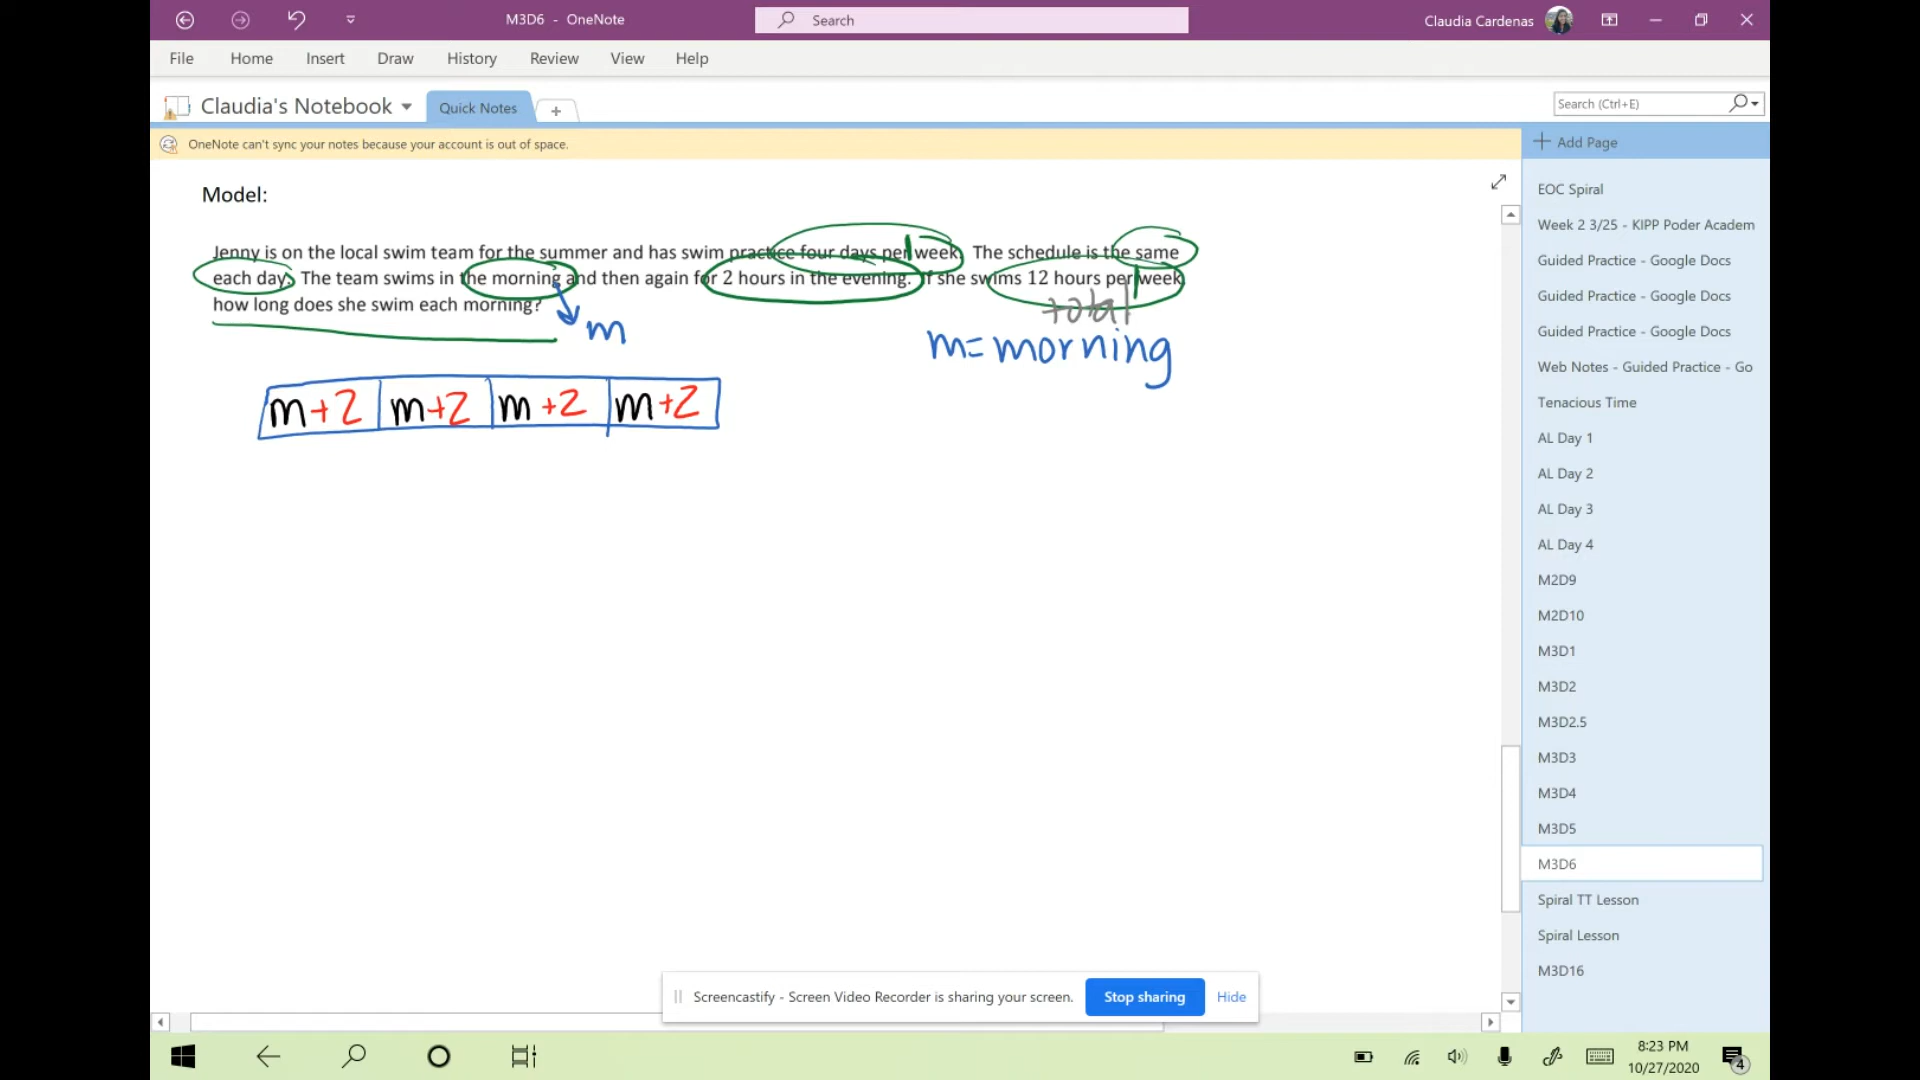 M3D6 - OneNote
Search
Claudia Cardenas
File Home Insert Draw History Review View Help
Claudia's Notebook
Quick Notes
Search (Ctrl+E)
OneNote can't sync your notes because your account is out of space.
Add Page
Model:
Jenny is on the local swim team for the summer and has swim practice four days per week. The schedule is the same
each day. The team swims in the morning and then again for 2 hours in the evening. If she swims 12 hours per week,
how long does she swim each morning?
total
m
m=morning
m+2 m+2 m+2 m+2
EOC Spiral
Week 2 3/25 - KIPP Poder Academ
Guided Practice - Google Docs
Guided Practice - Google Docs
Guided Practice - Google Docs
Web Notes - Guided Practice - Go
Tenacious Time
AL Day 1
AL Day 2
AL Day 3
AL Day 4
M2D9
M2D10
M3D1
M3D2
M3D2.5
M3D3
M3D4
M3D5
M3D6
Spiral TT Lesson
Spiral Lesson
M3D16
Screencastify - Screen Video Recorder is sharing your screen.
Stop sharing
Hide
8:23 PM
10/27/2020
4